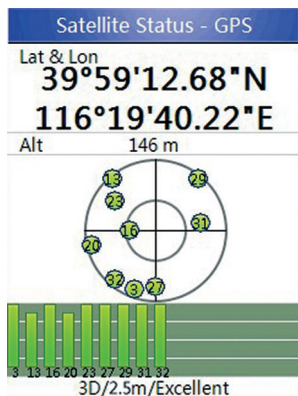 Satellite Status - GPS
Lat & Lon
39°59'12.68"N
116°19'40.22"E
Alt 146 m
13 29
23
31
16
20
32 3 27
3 13 16 20 23 27 29 31 32
3D/2.5m/Excellent